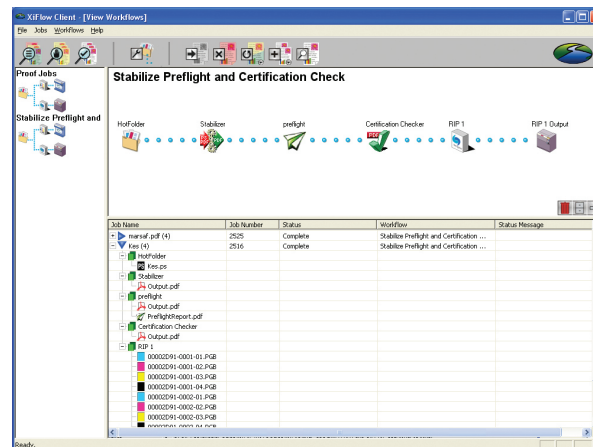 XiFlow Client - [View Workflows]
File Jobs Workflows Help
Proof Jobs
Stabilize Preflight and
Stabilize Preflight and Certification Check
HotFolder Stabilizer preflight Certification Checker RIP 1 RIP 1 Output
Job Name Job Number Status Workflow Status Message
marsaf.pdf (4) 2525 Complete Stabilize Preflight and Certification ...
Kes (4) 2516 Complete Stabilize Preflight and Certification ...
HotFolder
Kes.ps
Stabilizer
Output.pdf
preflight
Output.pdf
PreflightReport.pdf
Certification Checker
Output.pdf
RIP 1
00002D91-0001-01.PGB
00002D91-0001-02.PGB
00002D91-0001-03.PGB
00002D91-0001-04.PGB
00002D91-0002-01.PGB
00002D91-0002-02.PGB
00002D91-0002-03.PGB
00002D91-0002-04.PGB
Ready.